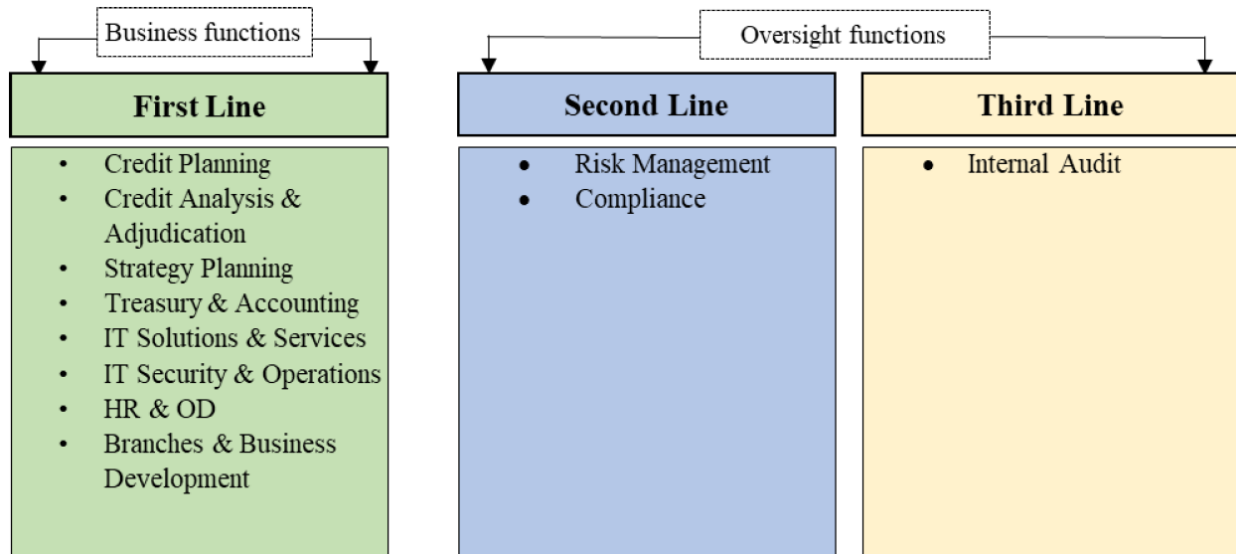 Business functions
Oversight functions
First Line
• Credit Planning
• Credit Analysis &
Adjudication
• Strategy Planning
• Treasury & Accounting
• IT Solutions & Services
• IT Security & Operations
• HR & OD
• Branches & Business
Development
Second Line
• Risk Management
• Compliance
Third Line
• Internal Audit